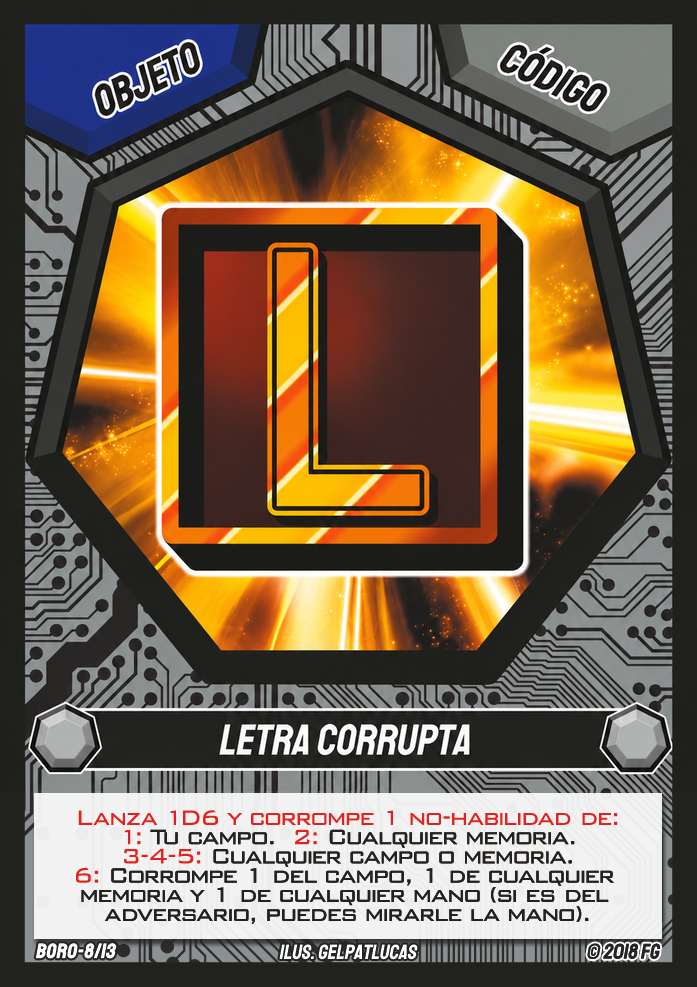 OBJETO
CÓDIGO
L
LETRA CORRUPTA
LANZA 1D6 Y CORROMPE 1 NO-HABILIDAD DE:
1: TU CAMPO. 2: CUALQUIER MEMORIA.
3-4-5: CUALQUIER CAMPO O MEMORIA.
6: CORROMPE 1 DEL CAMPO, 1 DE CUALQUIER
MEMORIA Y 1 DE CUALQUIER MANO (SI ES DEL
ADVERSARIO, PUEDES MIRARLE LA MANO).
BORO-8/13
ILUS. GELPATLUCAS
© 2018 FG